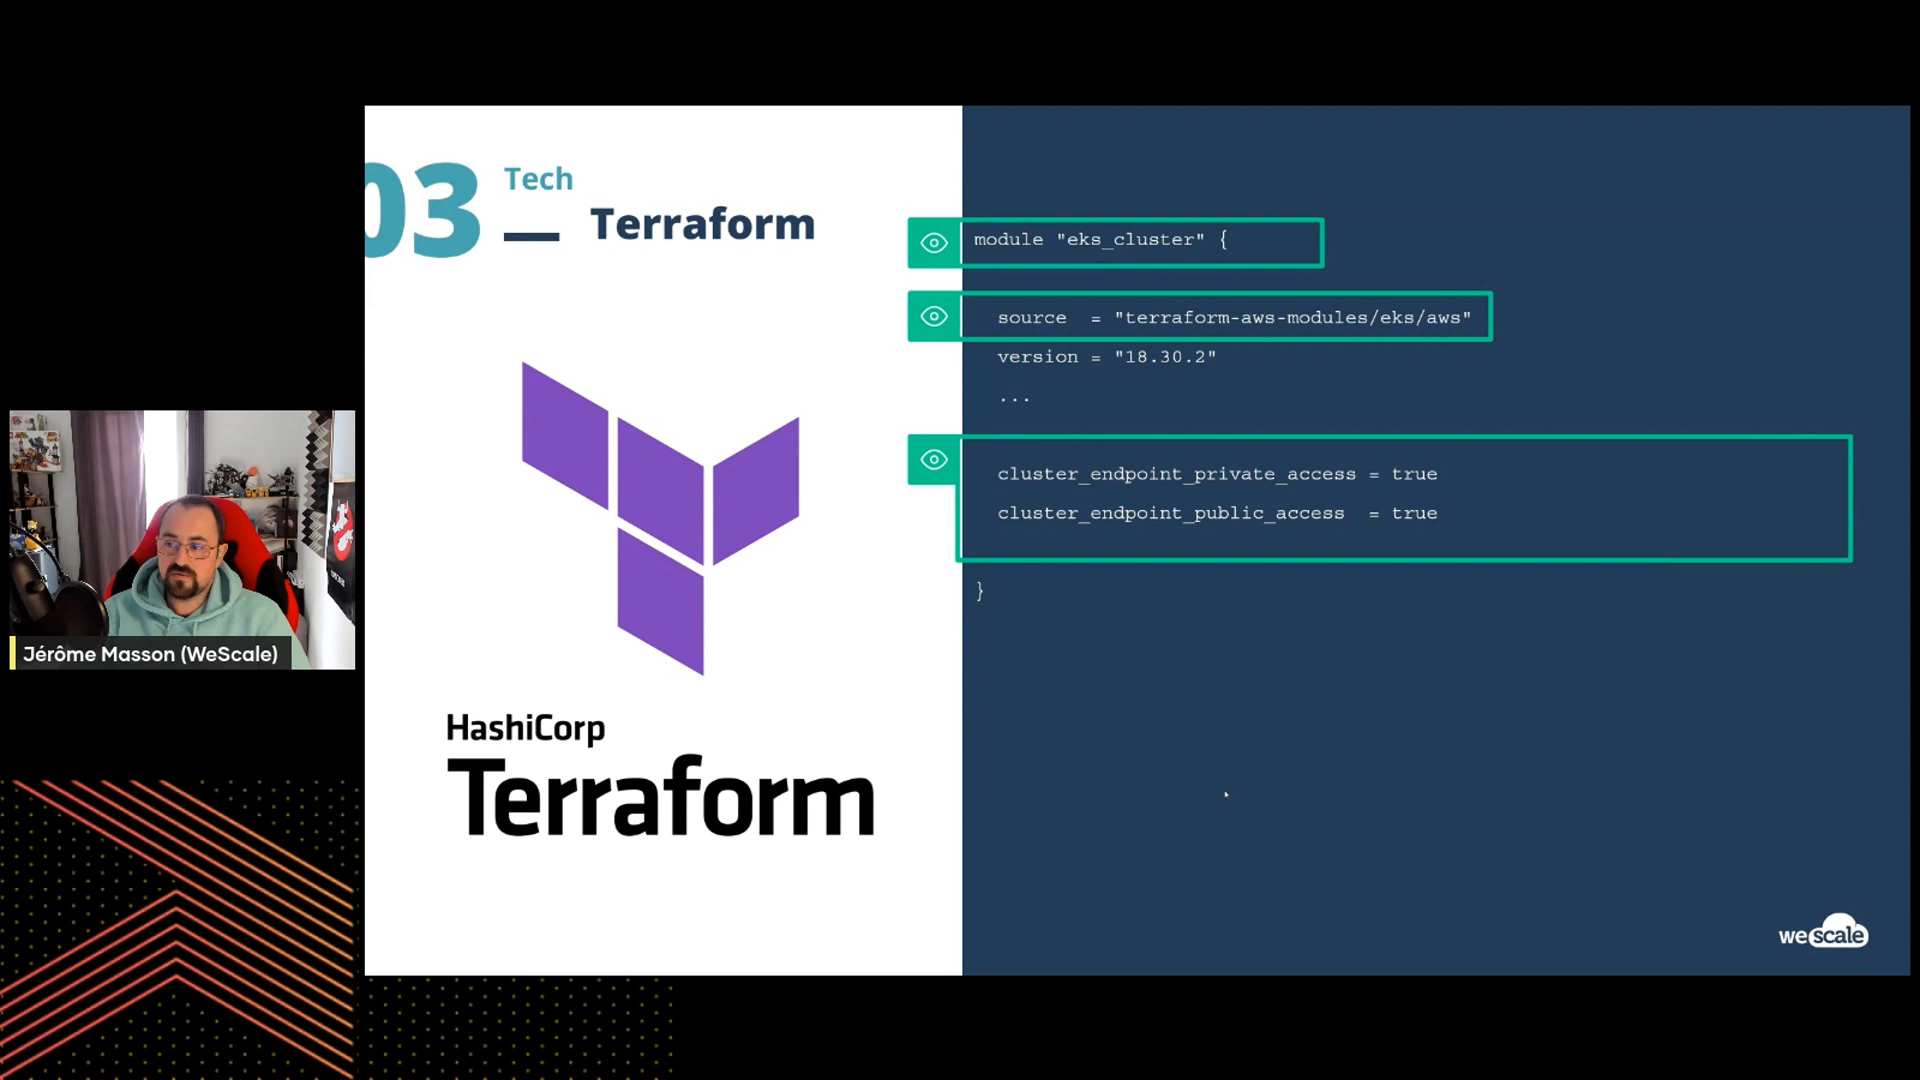 03
Tech
Terraform
HashiCorp
Terraform
module "eks_cluster" {
source  = "terraform-aws-modules/eks/aws"
version = "18.30.2"
...
cluster_endpoint_private_access = true
cluster_endpoint_public_access  = true
}
wescale
Jérôme Masson (WeScale)